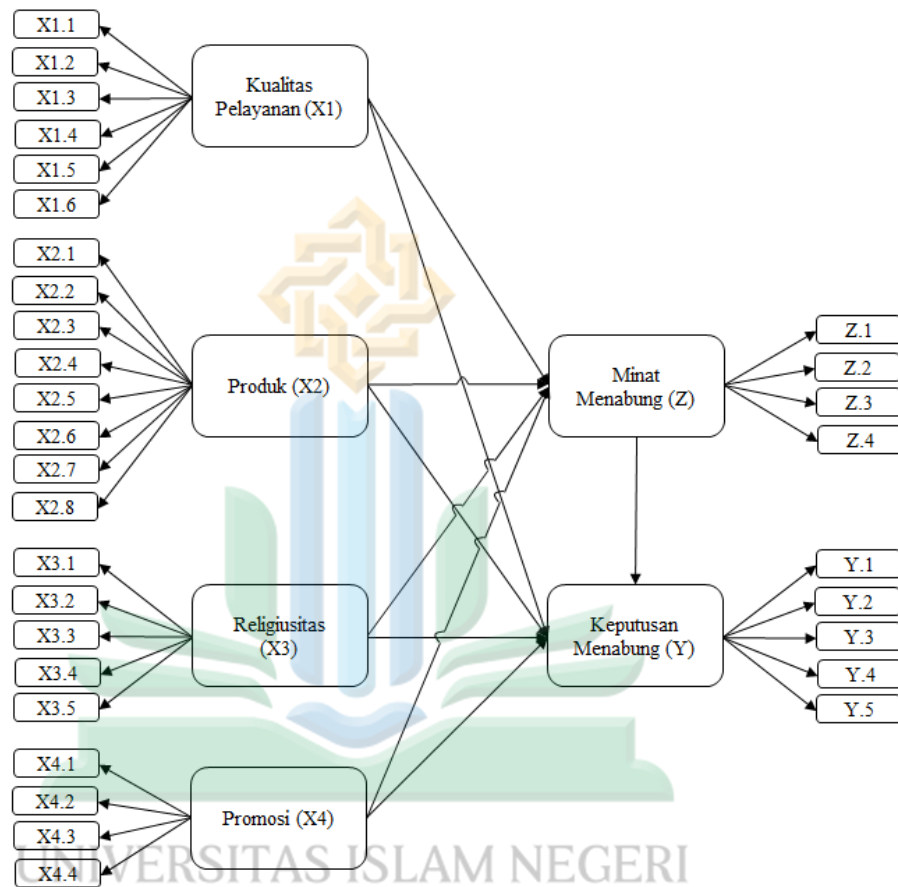 X1.1
X1.2
X1.3
X1.4
X1.5
X1.6
Kualitas
Pelayanan (X1)
X2.1
X2.2
X2.3
X2.4
X2.5
X2.6
X2.7
X2.8
Produk (X2)
Minat
Menabung (Z)
Z.1
Z.2
Z.3
Z.4
X3.1
X3.2
X3.3
X3.4
X3.5
Religiusitas
(X3)
Keputusan
Menabung (Y)
Y.1
Y.2
Y.3
Y.4
Y.5
X4.1
X4.2
X4.3
X4.4
Promosi (X4)
UNIVERSITAS ISLAM NEGERI